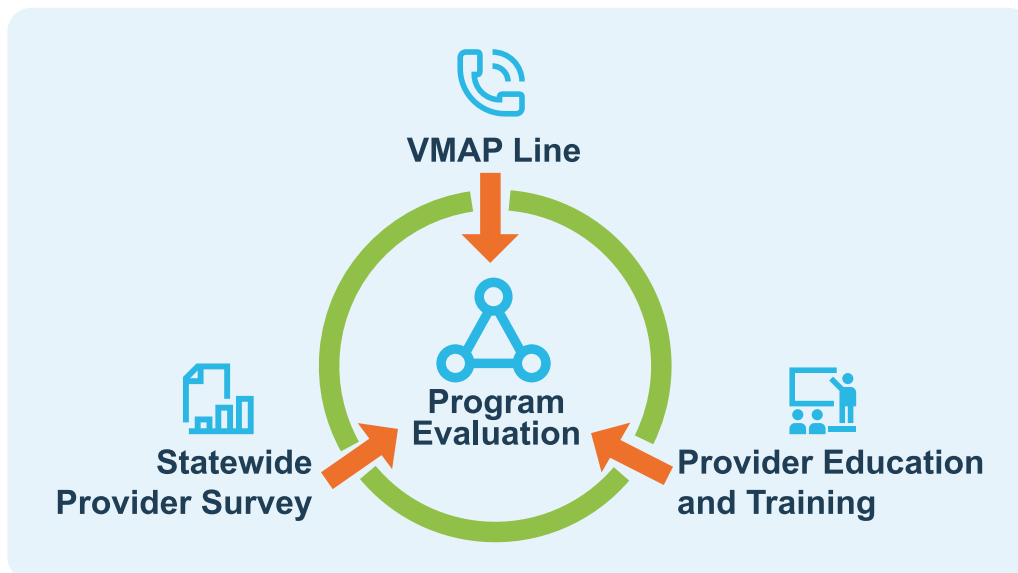 VMAP Line
Program
Evaluation
Statewide
Provider Survey
Provider Education
and Training